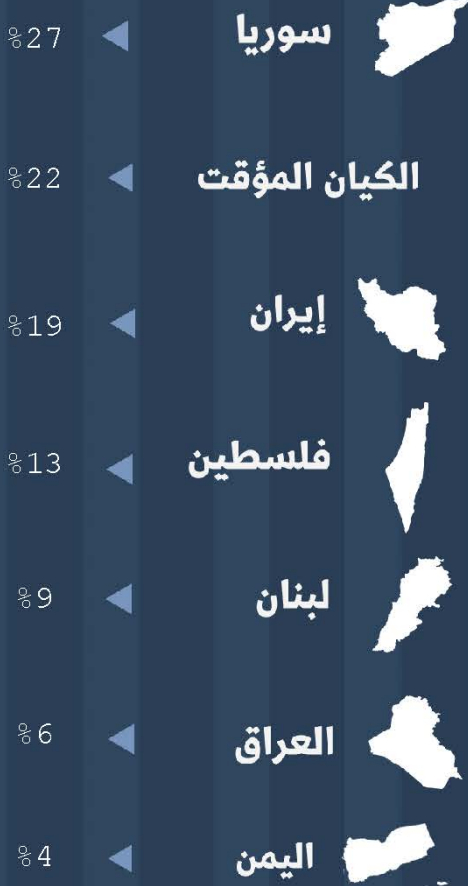 سوريا %27
الكيان المؤقت %22
إيران %19
فلسطين %13
لبنان %9
العراق %6
اليمن %4